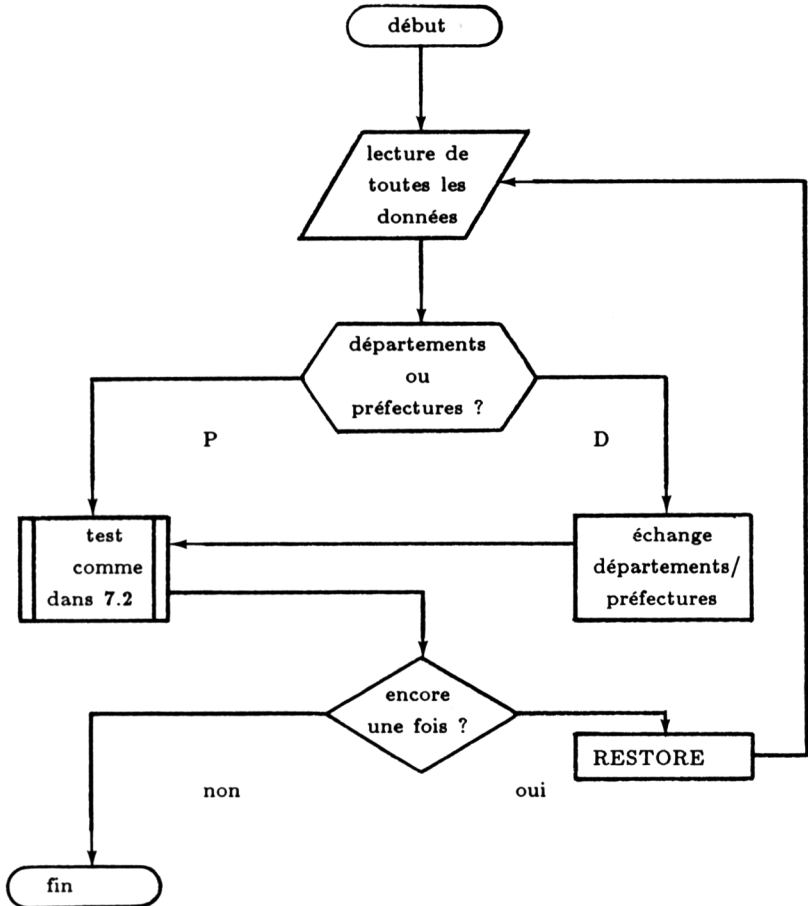 début
lecture de
toutes les
données
départements
ou
préfectures ?
P
D
test
comme
dans 7.2
échange
départements/
préfectures
encore
une fois ?
RESTORE
non
oui
fin